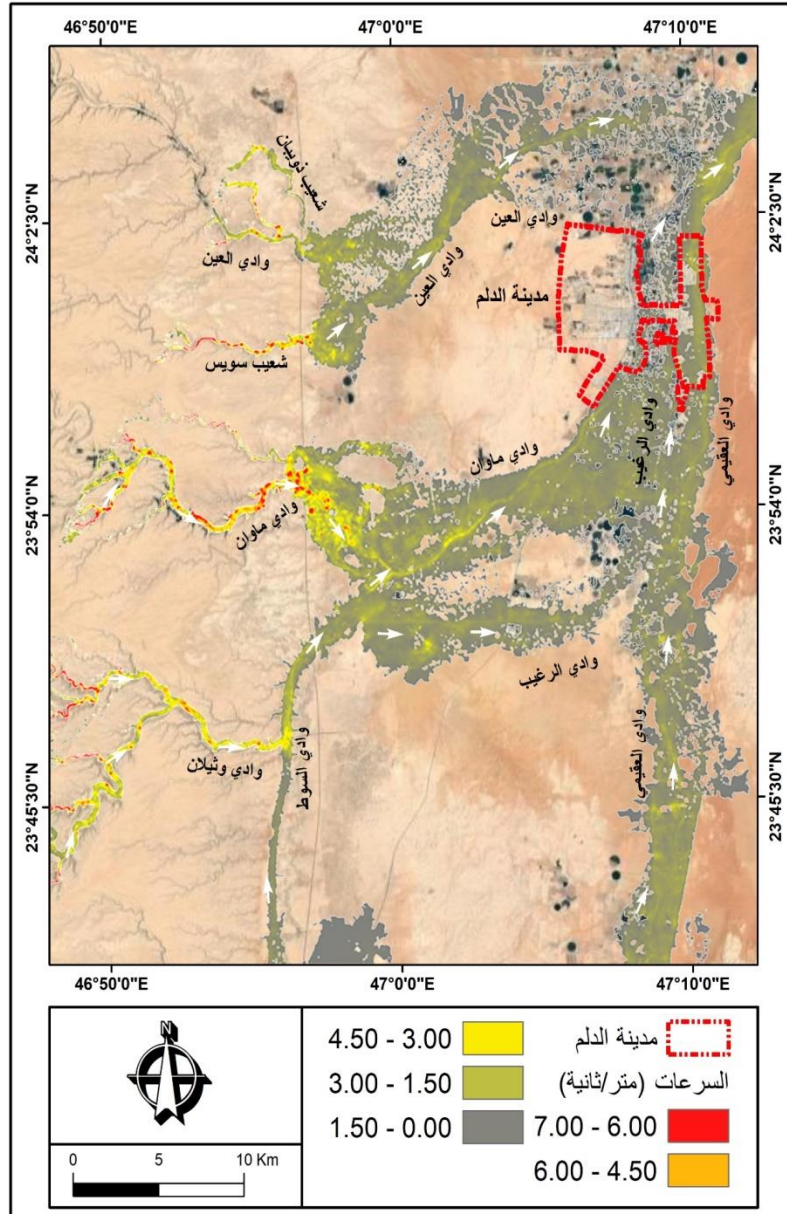 46°50'0"E
47°0'0"E
47°10'0"E
24°2'30"N
24°2'30"N
شعيب ذويبان
وادي العين
وادي العين
وادي العين
مدينة الدلم
شعيب سويس
وادي ماوان
وادي الرغيب
وادي العقيمي
23°54'0"N
23°54'0"N
وادي ماوان
وادي الرغيب
وادي وثيلان
وادي السوط
وادي العقيمي
23°45'30"N
23°45'30"N
46°50'0"E
47°0'0"E
47°10'0"E
N
0 5 10 Km
مدينة الدلم
السرعات (متر/ثانية)
7.00 - 6.00
6.00 - 4.50
4.50 - 3.00
3.00 - 1.50
1.50 - 0.00